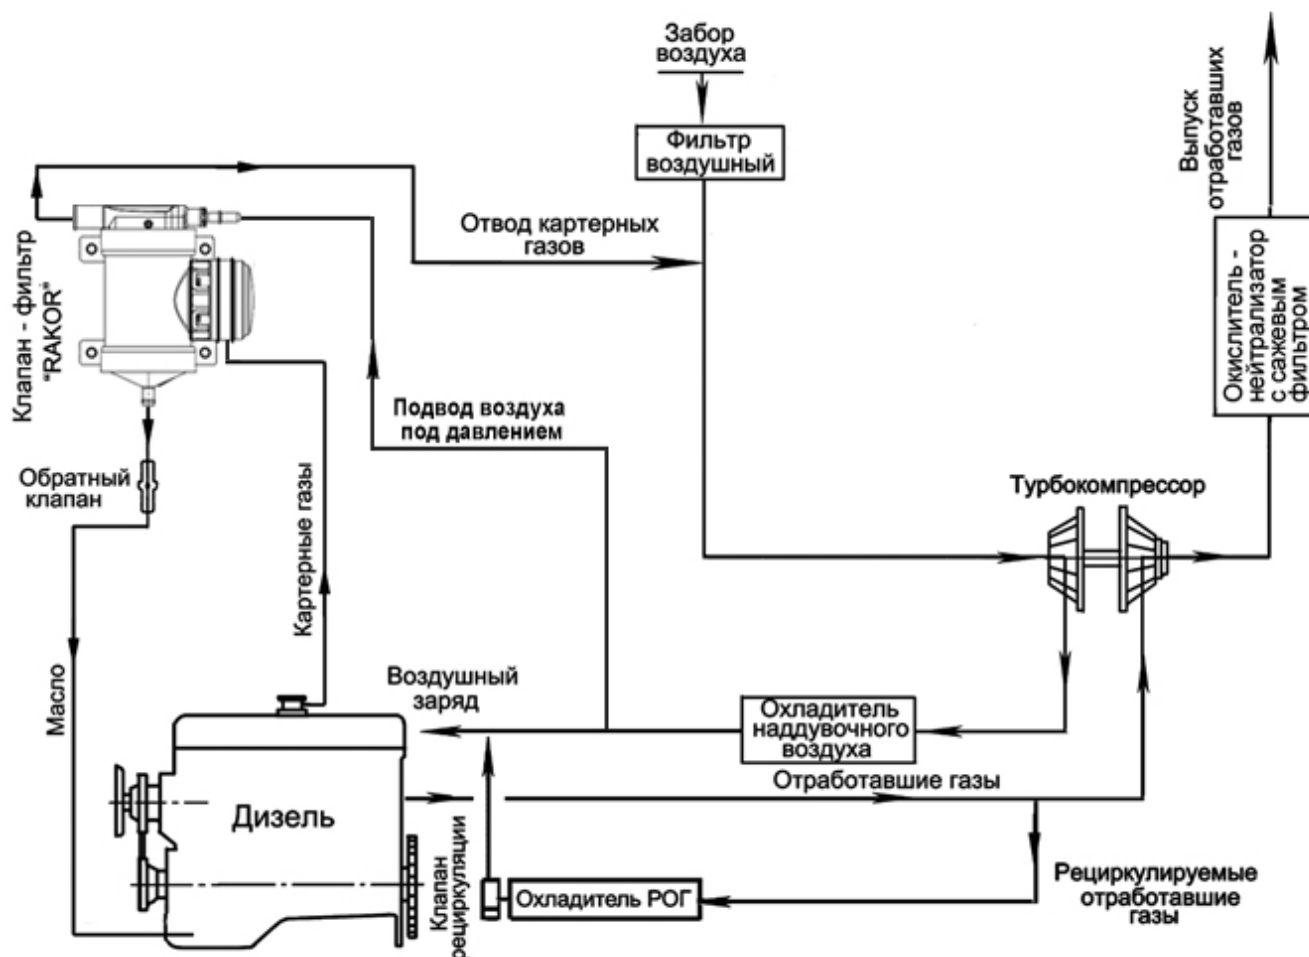 Забор
воздуха
Фильтр
воздушный
Выпуск
отработавших
газов
Отвод картерных
газов
Клапан - фильтр
"RAKOR"
Окислитель -
нейтрализатор
с сажевым
фильтром
Подвод воздуха
под давлением
Обратный
клапан
Картерные газы
Турбокомпрессор
Масло
Воздушный
заряд
Охладитель
наддувочного
воздуха
Отработавшие газы
Дизель
Клапан
рециркуляции
Охладитель РОГ
Рециркулируемые
отработавшие
газы